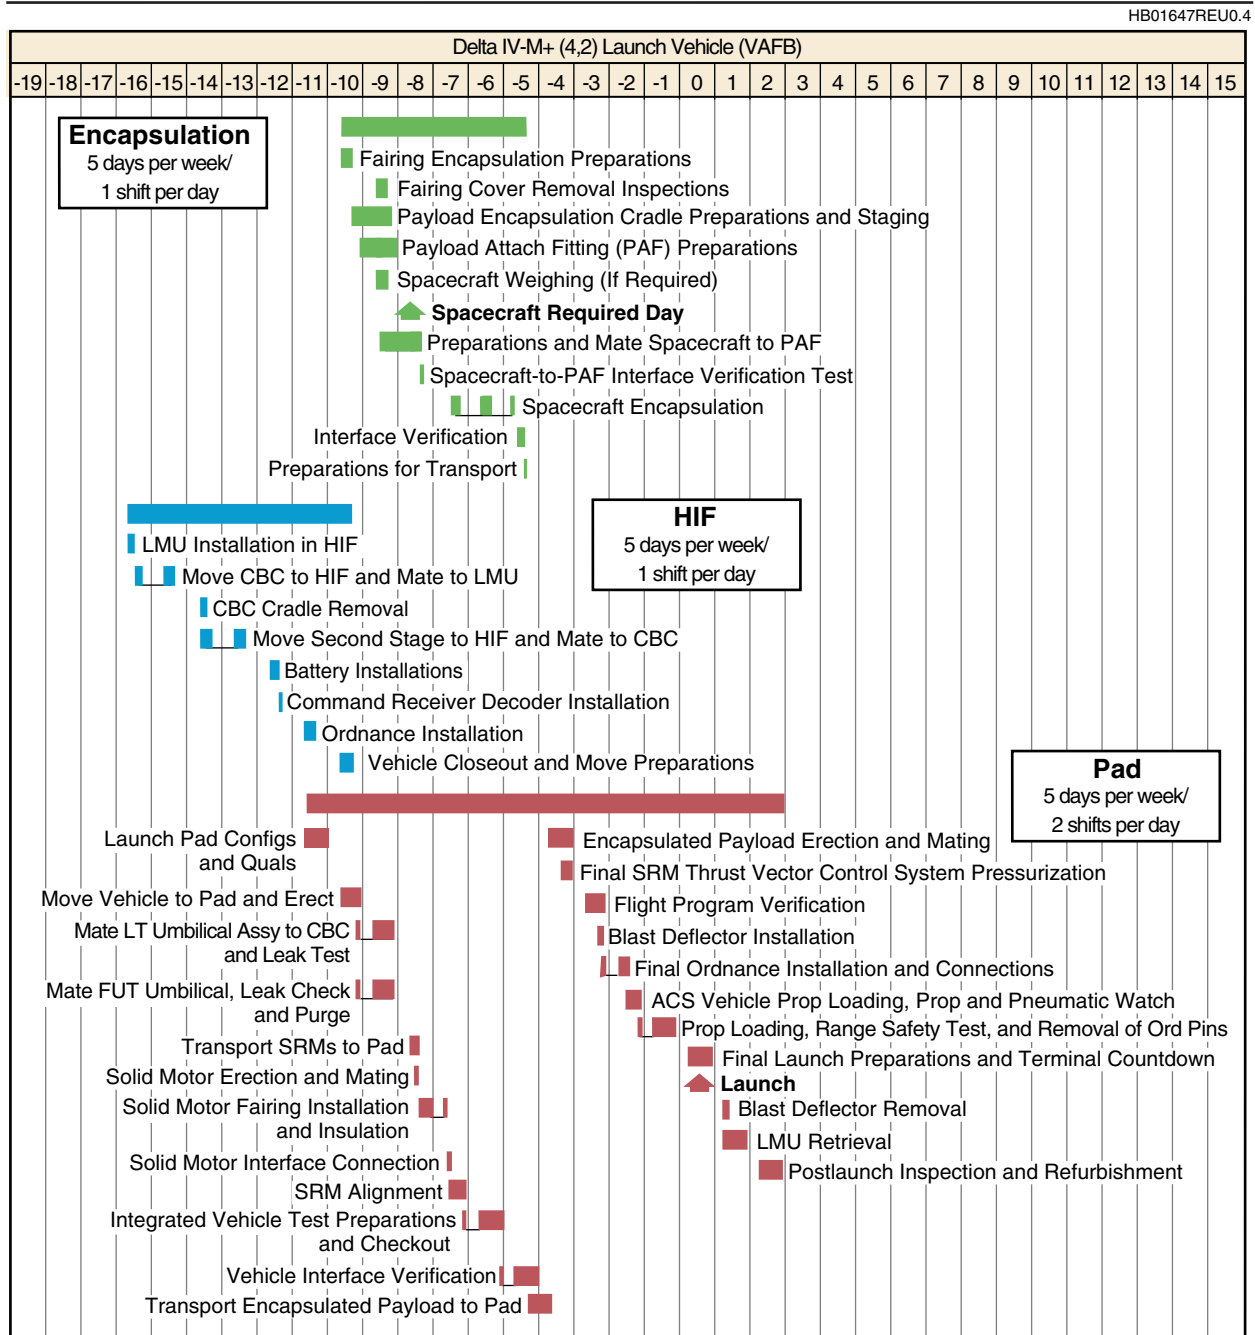 HB01647REU0.4
Delta IV-M+ (4,2) Launch Vehicle (VAFB)
-19 -18 -17 -16 -15 -14 -13 -12 -11 -10 -9 -8 -7 -6 -5 -4 -3 -2 -1 0 1 2 3 4 5 6 7 8 9 10 11 12 13 14 15
Encapsulation
5 days per week/
1 shift per day
Fairing Encapsulation Preparations
Fairing Cover Removal Inspections
Payload Encapsulation Cradle Preparations and Staging
Payload Attach Fitting (PAF) Preparations
Spacecraft Weighing (If Required)
Spacecraft Required Day
Preparations and Mate Spacecraft to PAF
Spacecraft-to-PAF Interface Verification Test
Spacecraft Encapsulation
Interface Verification
Preparations for Transport
HIF
5 days per week/
1 shift per day
LMU Installation in HIF
Move CBC to HIF and Mate to LMU
CBC Cradle Removal
Move Second Stage to HIF and Mate to CBC
Battery Installations
Command Receiver Decoder Installation
Ordnance Installation
Vehicle Closeout and Move Preparations
Pad
5 days per week/
2 shifts per day
Launch Pad Configs
and Quals
Move Vehicle to Pad and Erect
Mate LT Umbilical Assy to CBC
and Leak Test
Mate FUT Umbilical, Leak Check
and Purge
Transport SRMs to Pad
Solid Motor Erection and Mating
Solid Motor Fairing Installation
and Insulation
Solid Motor Interface Connection
SRM Alignment
Integrated Vehicle Test Preparations
and Checkout
Vehicle Interface Verification
Transport Encapsulated Payload to Pad
Encapsulated Payload Erection and Mating
Final SRM Thrust Vector Control System Pressurization
Flight Program Verification
Blast Deflector Installation
Final Ordnance Installation and Connections
ACS Vehicle Prop Loading, Prop and Pneumatic Watch
Prop Loading, Range Safety Test, and Removal of Ord Pins
Final Launch Preparations and Terminal Countdown
Launch
Blast Deflector Removal
LMU Retrieval
Postlaunch Inspection and Refurbishment